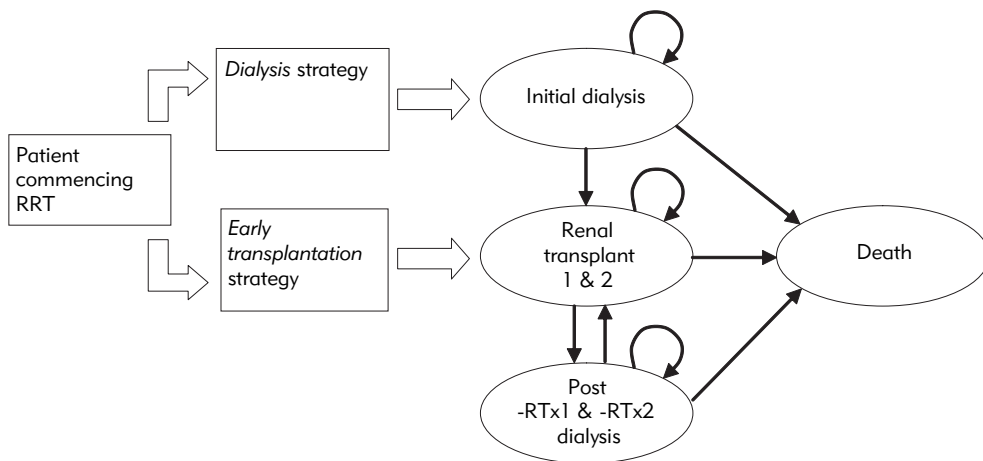 Patient
commencing
RRT
Dialysis strategy
Early
transplantation
strategy
Initial dialysis
Renal
transplant
1 & 2
Post
-RTx1 & -RTx2
dialysis
Death